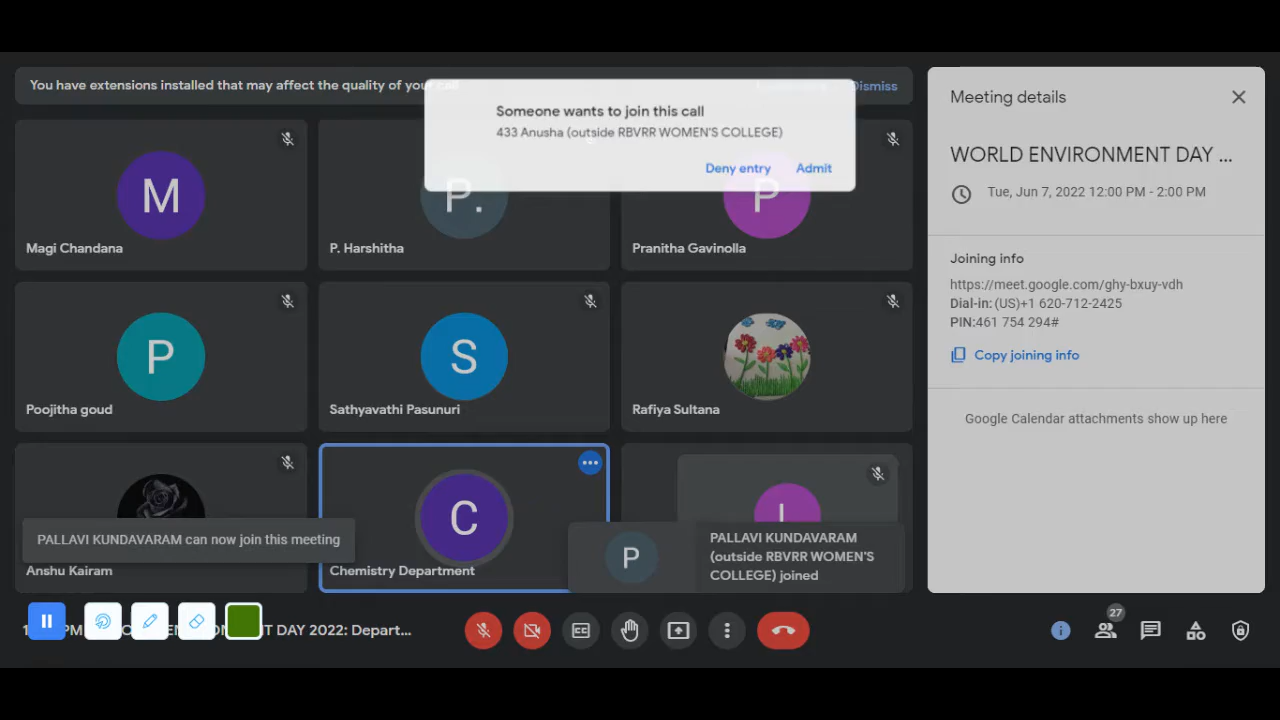 You have extensions installed that may affect the quality of your call
Dismiss
Someone wants to join this call
433 Anusha (outside RBVRR WOMEN'S COLLEGE)
Deny entry
Admit
M
Magi Chandana
P.
P. Harshitha
P
Pranitha Gavinolla
P
Poojitha goud
S
Sathyavathi Pasunuri
Rafiya Sultana
Anshu Kairam
PALLAVI KUNDAVARAM can now join this meeting
C
Chemistry Department
P
PALLAVI KUNDAVARAM
(outside RBVRR WOMEN'S
COLLEGE) joined
Meeting details
WORLD ENVIRONMENT DAY ...
Tue, Jun 7, 2022 12:00 PM - 2:00 PM
Joining info
https://meet.google.com/ghy-bxuy-vdh
Dial-in: (US)+1 620-712-2425
PIN:461 754 294#
Copy joining info
Google Calendar attachments show up here
DAY 2022: Depart...
27